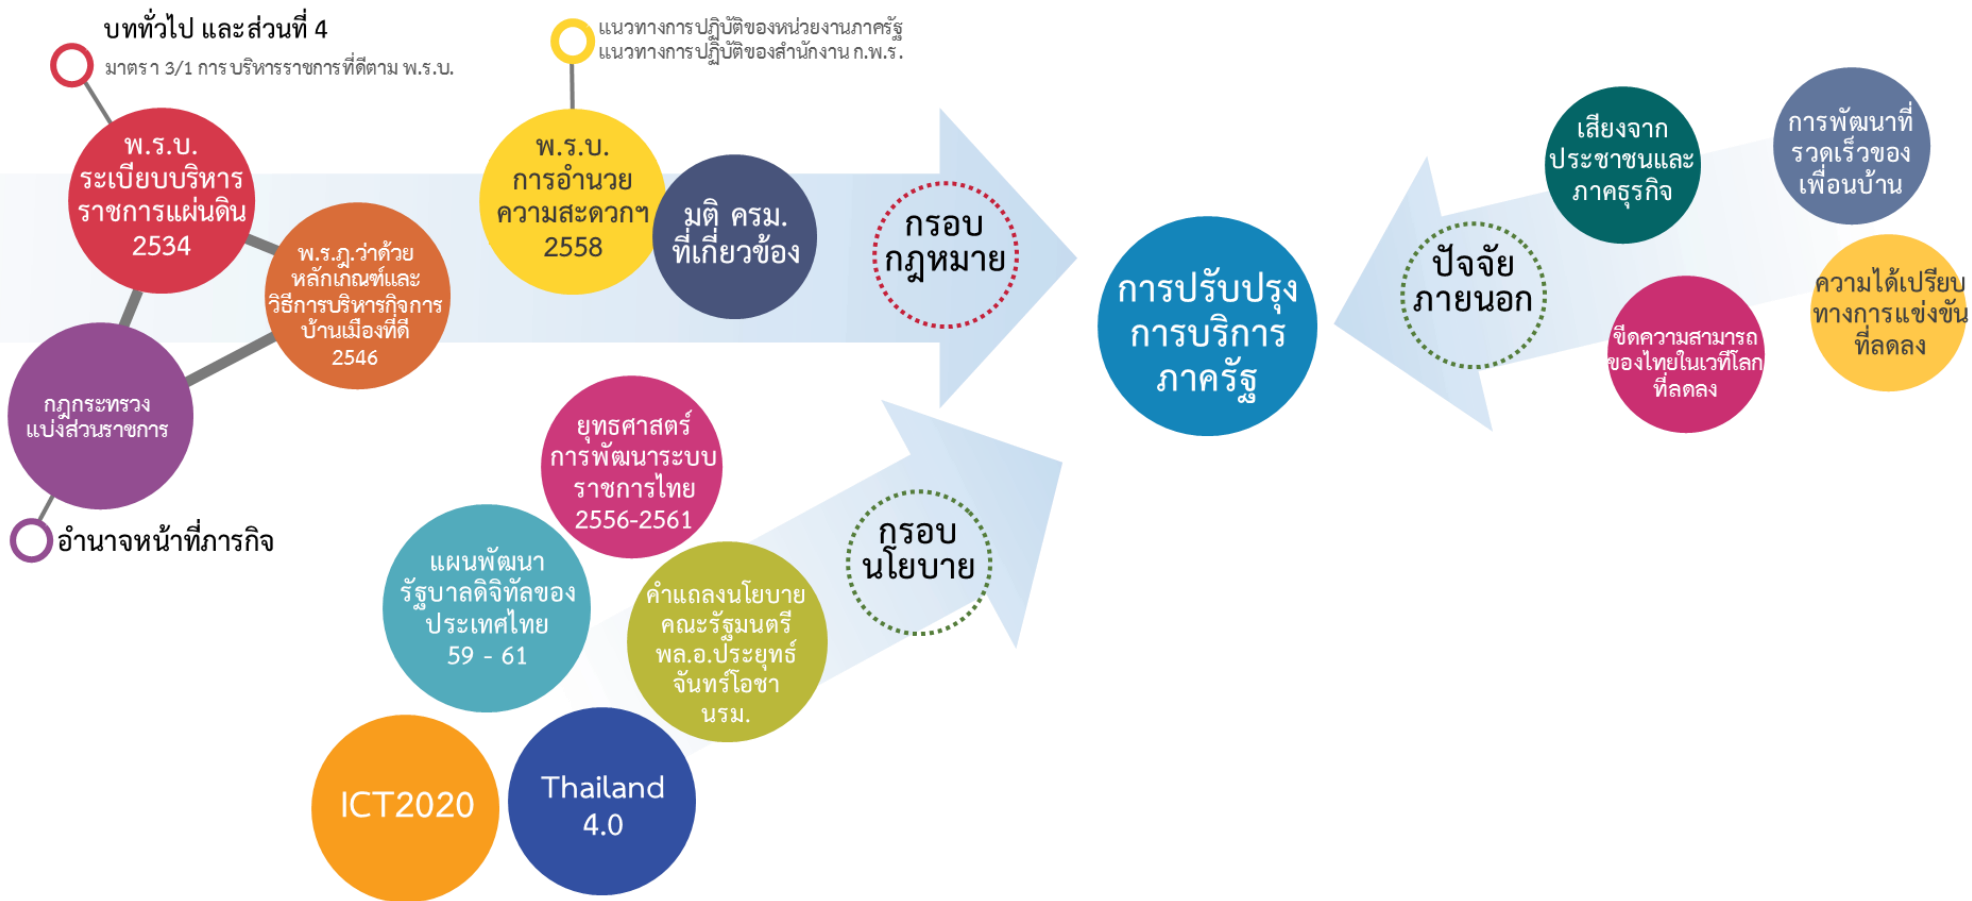 บททั่วไป และส่วนที่ 4
มาตรา 3/1 การบริหารราชการที่ดีตาม พ.ร.บ.
พ.ร.บ.
ระเบียบบริหาร
ราชการแผ่นดิน
2534
พ.ร.ฎ.ว่าด้วย
หลักเกณฑ์และ
วิธีการบริหารกิจการ
บ้านเมืองที่ดี
2546
กฎกระทรวง
แบ่งส่วนราชการ
อำนาจหน้าที่ภารกิจ
แนวทางการปฏิบัติของหน่วยงานภาครัฐ
แนวทางการปฏิบัติของสำนักงาน ก.พ.ร.
พ.ร.บ.
การอำนวย
ความสะดวกฯ
2558
มติ ครม.
ที่เกี่ยวข้อง
กรอบ
กฎหมาย
ยุทธศาสตร์
การพัฒนาระบบ
ราชการไทย
2556-2561
แผนพัฒนา
รัฐบาลดิจิทัลของ
ประเทศไทย
59 - 61
คำแถลงนโยบาย
คณะรัฐมนตรี
พล.อ.ประยุทธ์
จันทร์โอชา
นรม.
ICT2020
Thailand
4.0
กรอบ
นโยบาย
การปรับปรุง
การบริการ
ภาครัฐ
ปัจจัย
ภายนอก
เสียงจาก
ประชาชนและ
ภาคธุรกิจ
การพัฒนาที่
รวดเร็วของ
เพื่อนบ้าน
ขีดความสามารถ
ของไทยในเวทีโลก
ที่ลดลง
ความได้เปรียบ
ทางการแข่งขัน
ที่ลดลง